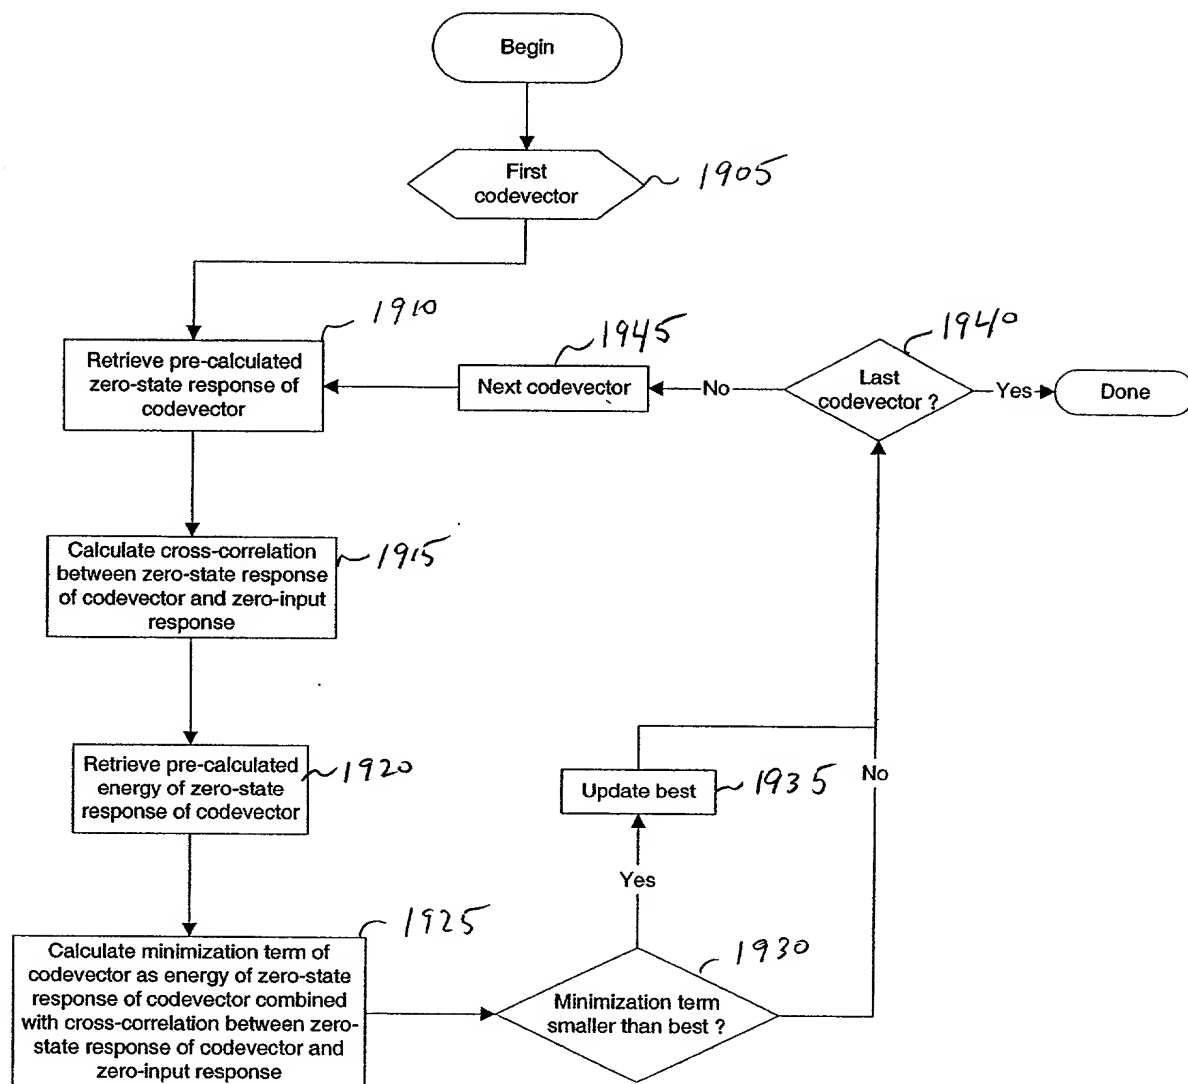 Begin
First
codevector
1905
1910
Retrieve pre-calculated
zero-state response of
codevector
1945
Next codevector
No
1940
Last
codevector ?
Yes
Done
Calculate cross-correlation
between zero-state response
of codevector and zero-input
response
1915
Retrieve pre-calculated
energy of zero-state
response of codevector
1920
Update best
1935
No
Yes
1925
Calculate minimization term of
codevector as energy of zero-state
response of codevector combined
with cross-correlation between zero-
state response of codevector and
zero-input response
1930
Minimization term
smaller than best ?